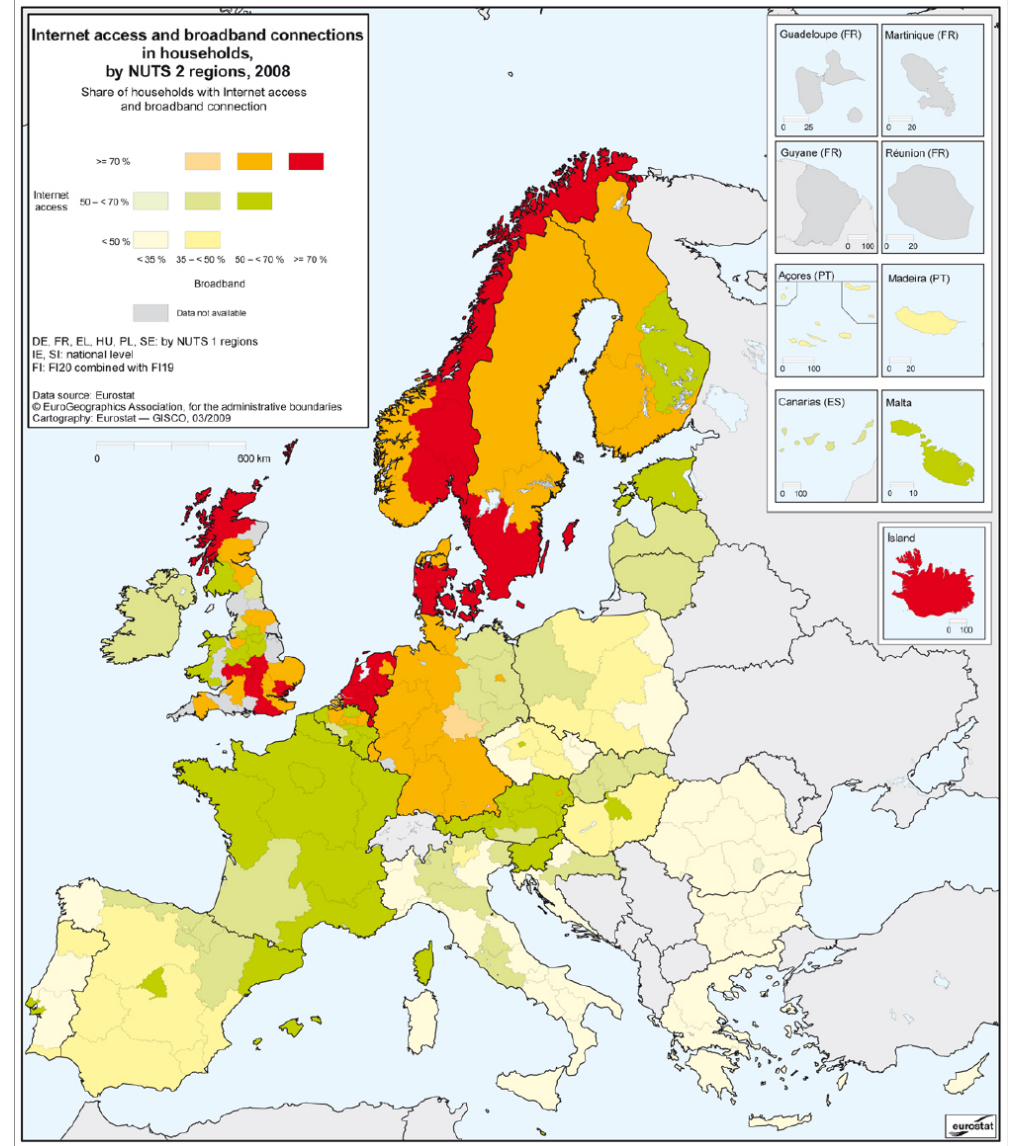 Internet access and broadband connections
in households,
by NUTS 2 regions, 2008
Share of households with Internet access
and broadband connection
>= 70 %
Internet
access
50 – < 70 %
< 50 %
< 35 %
35 – < 50 %
50 – < 70 %
>= 70 %
Broadband
Data not available
DE, FR, EL, HU, PL, SE: by NUTS 1 regions
IE, SI: national level
FI: FI20 combined with FI19
Data source: Eurostat
© EuroGeographics Association, for the administrative boundaries
Cartography: Eurostat — GISCO, 03/2009
0
600 km
Guadeloupe (FR)
0 25
Martinique (FR)
0 20
Guyane (FR)
0 100
Réunion (FR)
0 20
Açores (PT)
0 100
Madeira (PT)
0 20
Canarias (ES)
0 100
Malta
0 10
Ísland
0 100
eurostat